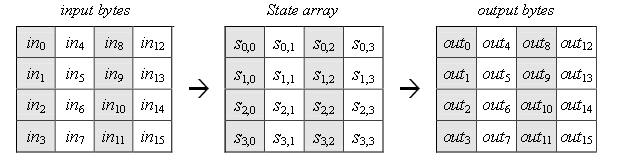 input bytes State array output bytes
in0 in4 in8 in12 s0,0 s0,1 s0,2 s0,3 out0 out4 out8 out12
in1 in5 in9 in13 s1,0 s1,1 s1,2 s1,3 out1 out5 out9 out13
→ →
in2 in6 in10 in14 s2,0 s2,1 s2,2 s2,3 out2 out6 out10 out14
in3 in7 in11 in15 s3,0 s3,1 s3,2 s3,3 out3 out7 out11 out15